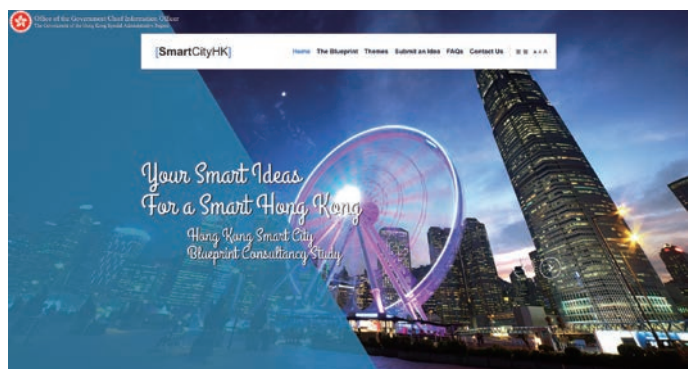 Office of the Government Chief Information Officer
The Government of the Hong Kong Special Administrative Region
[SmartCityHK]
Home The Blueprint Themes Submit an Idea FAQs Contact Us A A A
Your Smart Ideas
For a Smart Hong Kong
Hong Kong Smart City
Blueprint Consultancy Study